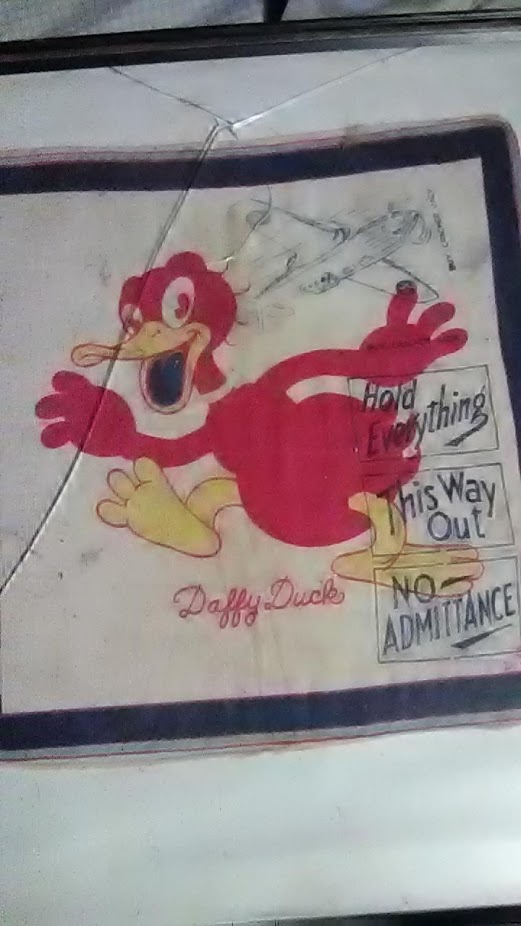 Hold
Everything
This Way
Out
Daffy Duck
NO
ADMITTANCE